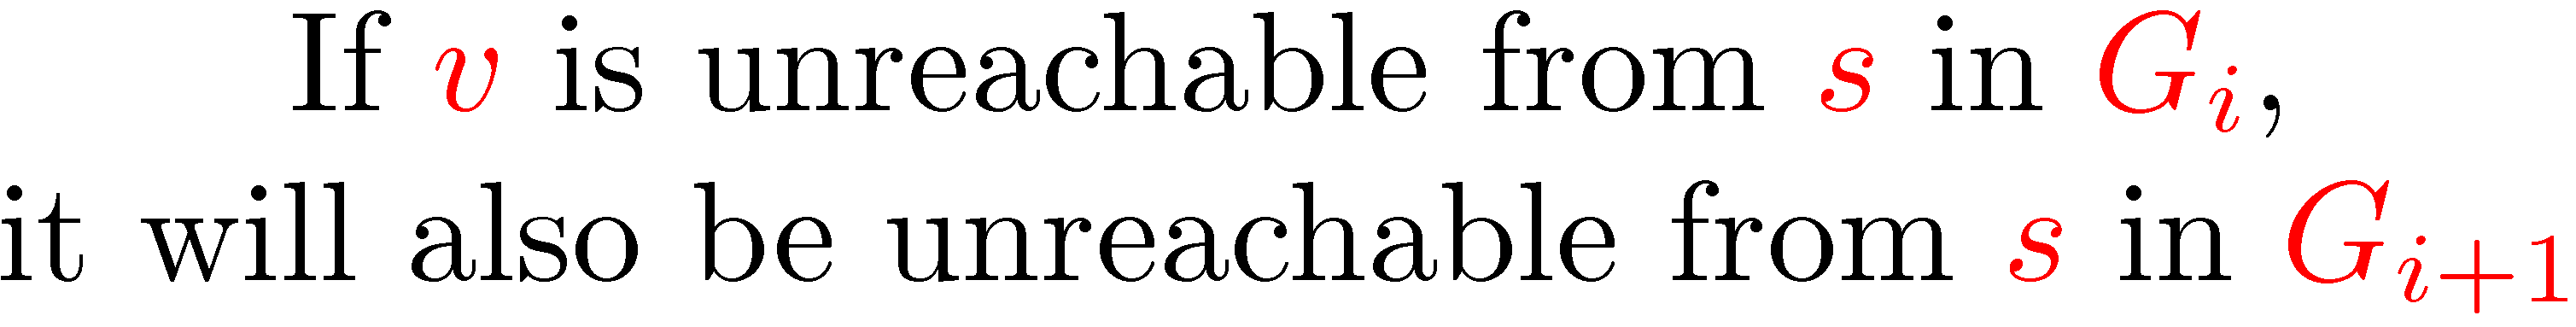 If v is unreachable from s in G_i,
it will also be unreachable from s in G_{i+1}